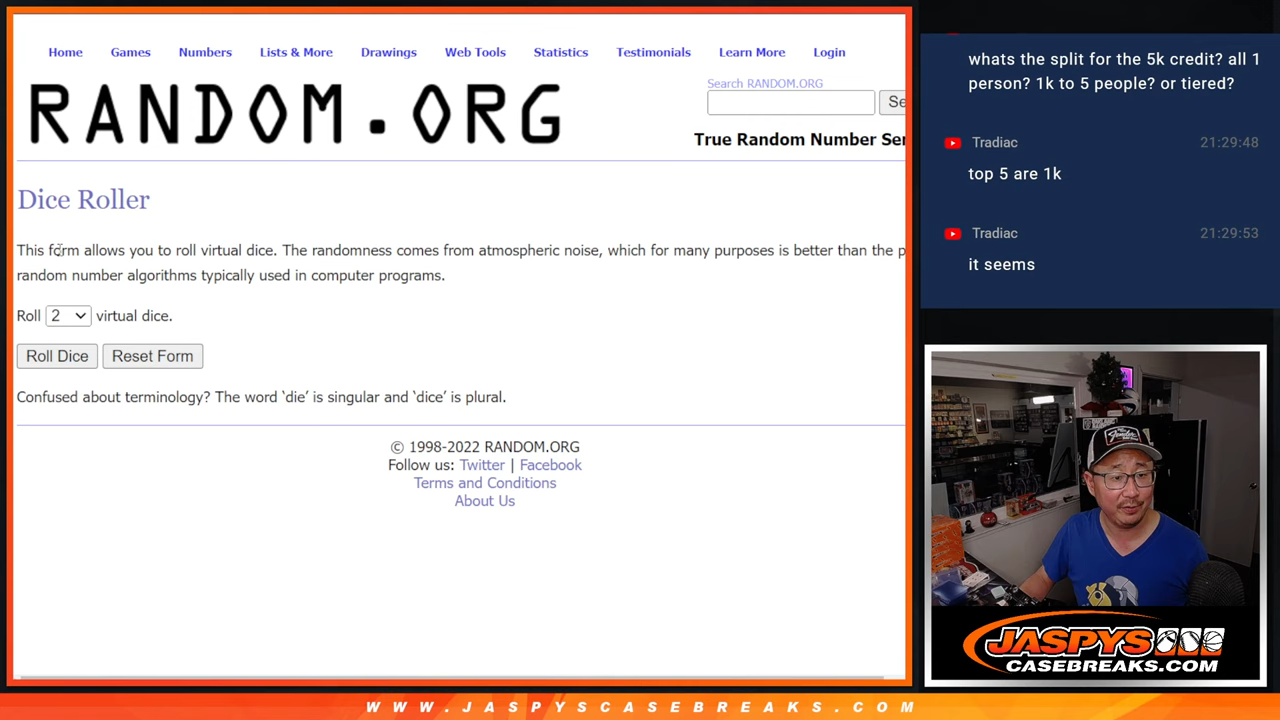 Home Games Numbers Lists & More Drawings Web Tools Statistics Testimonials Learn More Login
RANDOM.ORG
Search RANDOM.ORG
Se
True Random Number Ser
Dice Roller
This form allows you to roll virtual dice. The randomness comes from atmospheric noise, which for many purposes is better than the p
random number algorithms typically used in computer programs.
Roll 2 virtual dice.
Roll Dice Reset Form
Confused about terminology? The word ‘die’ is singular and ‘dice’ is plural.
© 1998-2022 RANDOM.ORG
Follow us: Twitter | Facebook
Terms and Conditions
About Us
whats the split for the 5k credit? all 1
person? 1k to 5 people? or tiered?
Tradiac 21:29:48
top 5 are 1k
Tradiac 21:29:53
it seems
JASPYS
CASEBREAKS.COM
WWW.JASPYSCASEBREAKS.COM